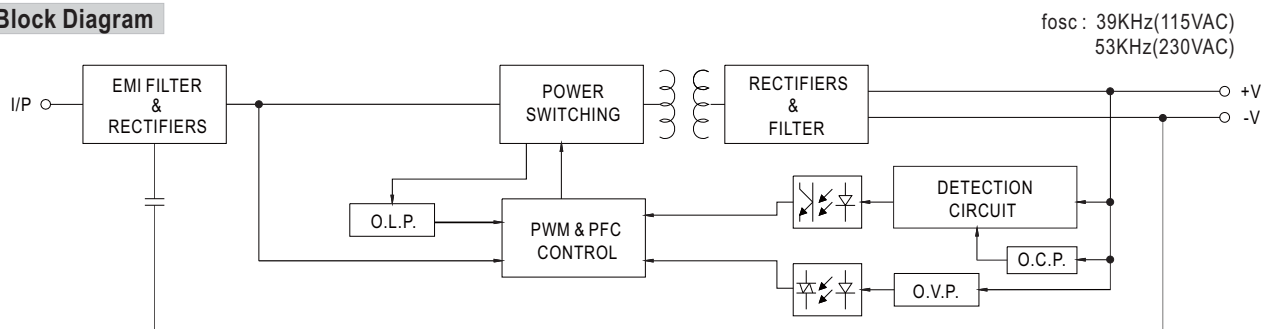 Block Diagram
fosc : 39KHz(115VAC)
53KHz(230VAC)
I/P
EMI FILTER
&
RECTIFIERS
POWER
SWITCHING
RECTIFIERS
&
FILTER
+V
-V
O.L.P.
PWM & PFC
CONTROL
DETECTION
CIRCUIT
O.C.P.
O.V.P.